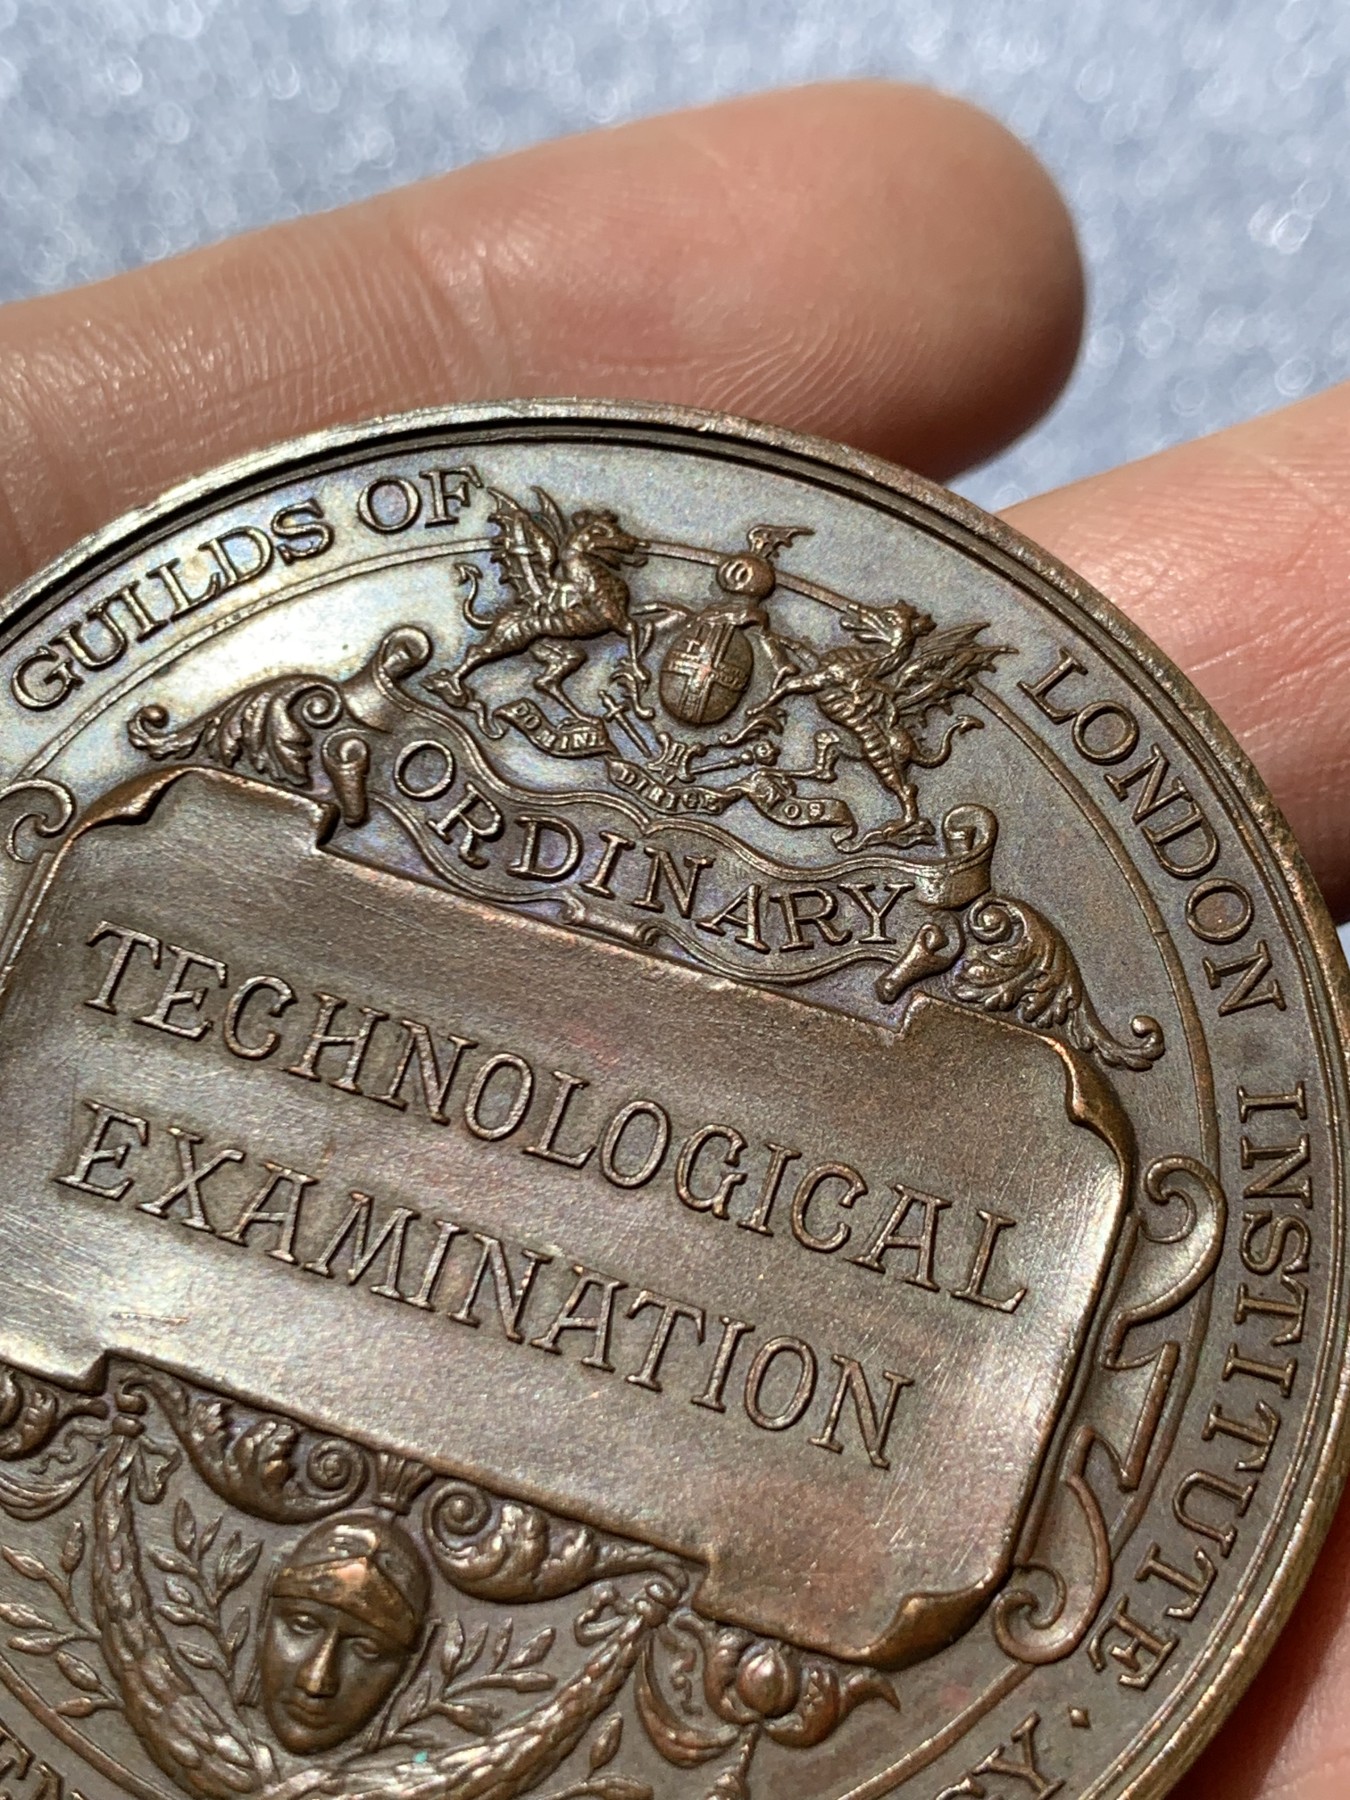 GUILDS OF LONDON INSTITUTE ·
DOMINE DIRIGE NOS
ORDINARY
TECHNOLOGICAL
EXAMINATION